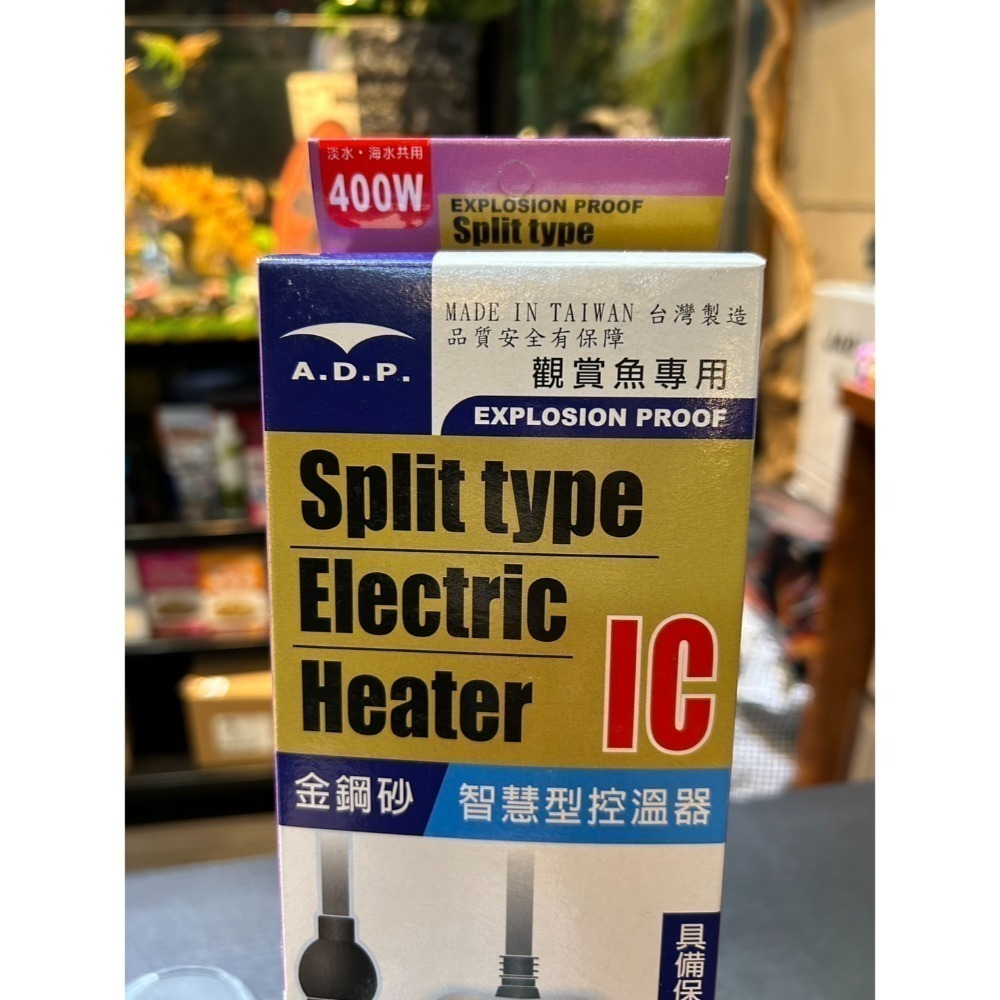 淡水・海水共用
400W
EXPLOSION PROOF
Split type
A.D.P.
MADE IN TAIWAN 台灣製造
品質安全有保障
觀賞魚專用
EXPLOSION PROOF
Split type
Electric
Heater
IC
金鋼砂
智慧型控溫器
具備保